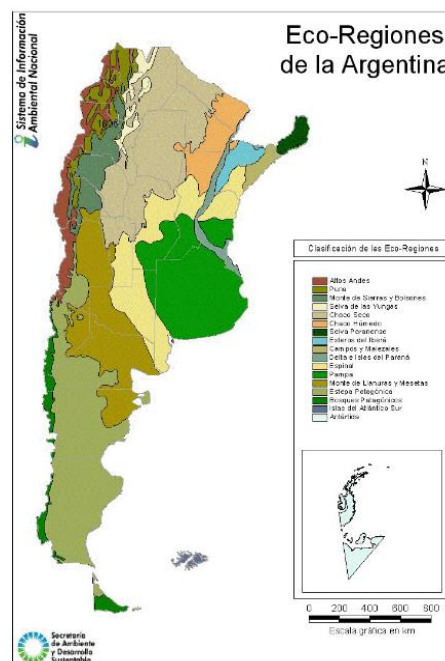 Sistema de Información
Ambiental Nacional
Eco-Regiones
de la Argentina
N
Clasificación de las Eco-Regiones
Altos Andes
Puna
Monte de Sierras y Bolsones
Selva de las Yungas
Chaco Seco
Chaco Húmedo
Selva Paranense
Esteros del Iberá
Campos y Malezales
Delta e Islas del Paraná
Espinal
Pampa
Monte de Llanuras y Mesetas
Estepa Patagónica
Bosques Patagónicos
Islas del Atlántico Sur
Antártida
0 200 400 600 800
Escala gráfica en km
Secretaría
de Ambiente
y Desarrollo
Sustentable